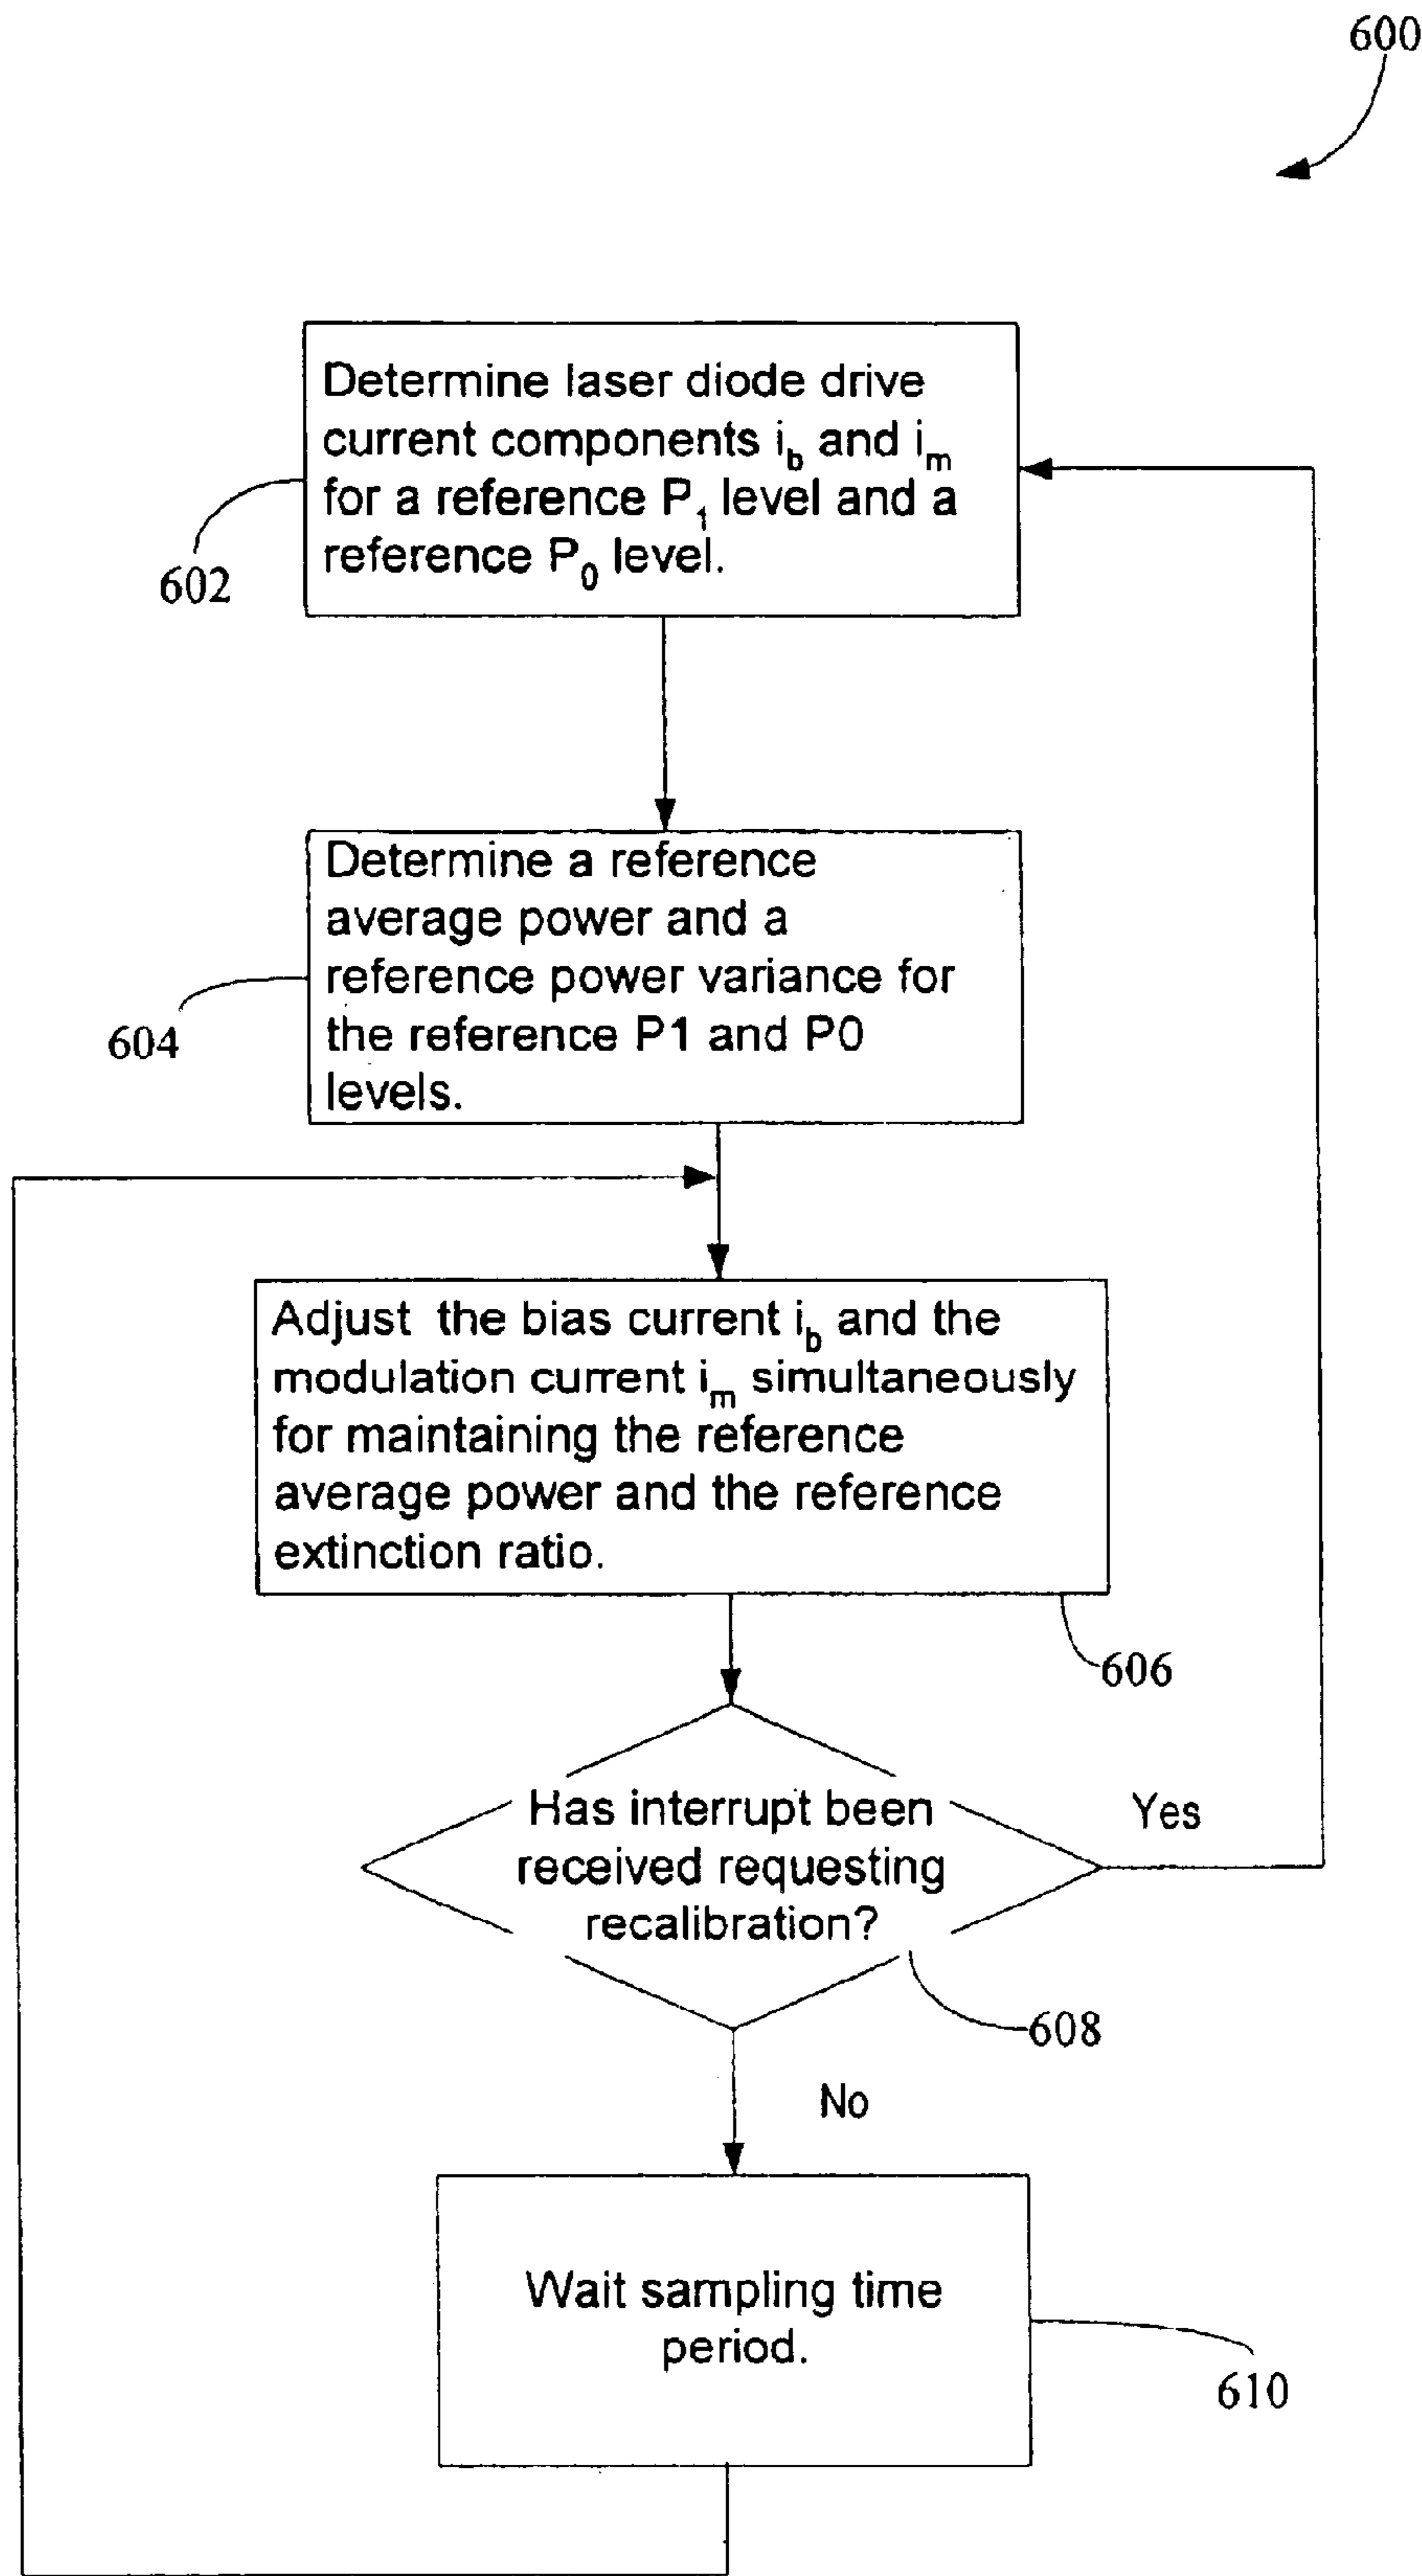 600
Determine laser diode drive
current components i_b and i_m
for a reference P_1 level and a
reference P_0 level.
602
Determine a reference
average power and a
reference power variance for
the reference P1 and P0
levels.
604
Adjust the bias current i_b and the
modulation current i_m simultaneously
for maintaining the reference
average power and the reference
extinction ratio.
606
Has interrupt been
received requesting
recalibration?
Yes
608
No
Wait sampling time
period.
610